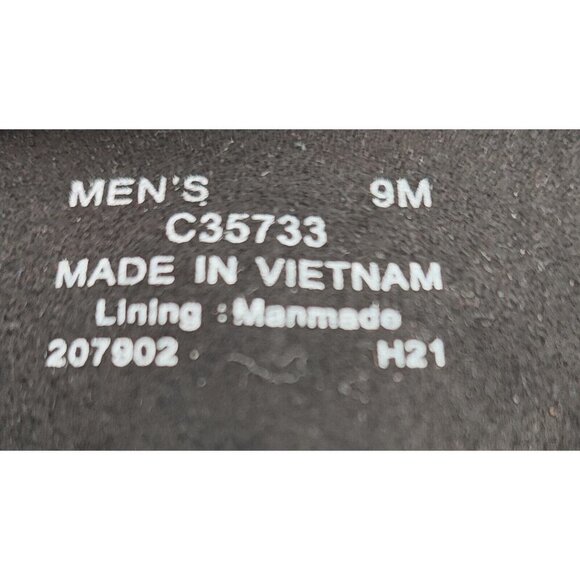 MEN'S 9M
C35733
MADE IN VIETNAM
Lining : Manmade
207902 H21